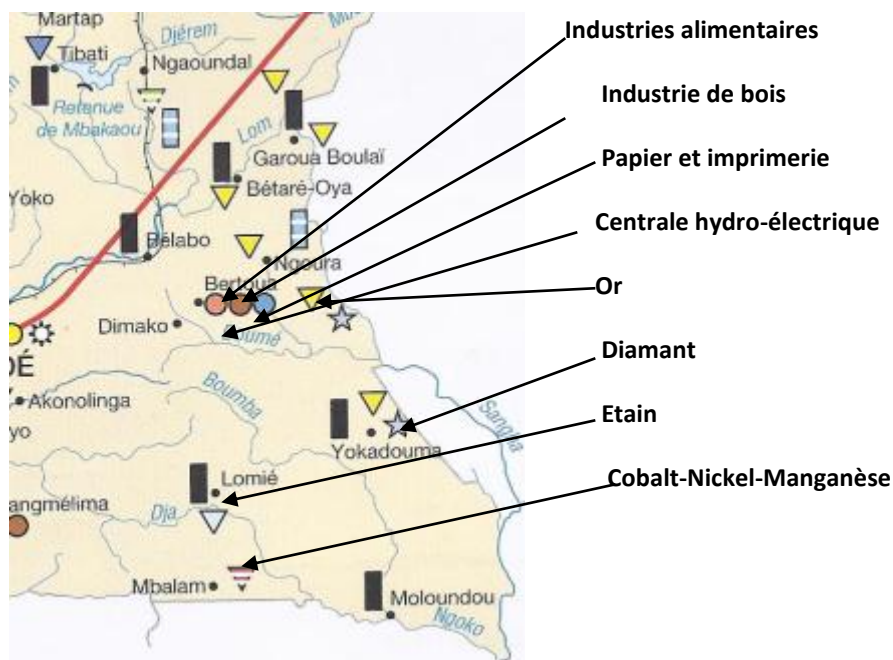 Martap
Djérem
Industries alimentaires
Tibati
Ngaoundal
Retenue
de Mbakaou
Lom
Industrie de bois
Garoua Boulaï
Papier et imprimerie
Yoko
Bétaré-Oya
Centrale hydro-électrique
Bélabo
Ngoura
Or
Bertoua
Dimako
Doumé
DÉ
Diamant
Akonolinga
Boumba
Sangha
yo
Etain
Yokadouma
Lomié
Cobalt-Nickel-Manganèse
angmélima
Dja
Mbalam
Moloundou
Ngoko